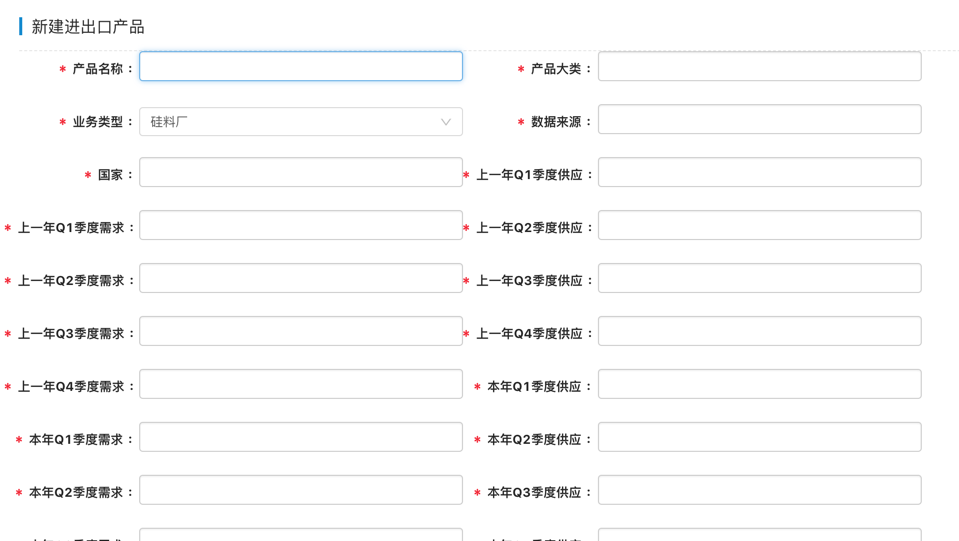 新建进出口产品
* 产品名称 :
* 产品大类 :
* 业务类型 : 硅料厂
* 数据来源 :
* 国家 :
* 上一年Q1季度供应 :
* 上一年Q1季度需求 :
* 上一年Q2季度供应 :
* 上一年Q2季度需求 :
* 上一年Q3季度供应 :
* 上一年Q3季度需求 :
* 上一年Q4季度供应 :
* 上一年Q4季度需求 :
* 本年Q1季度供应 :
* 本年Q1季度需求 :
* 本年Q2季度供应 :
* 本年Q2季度需求 :
* 本年Q3季度供应 :